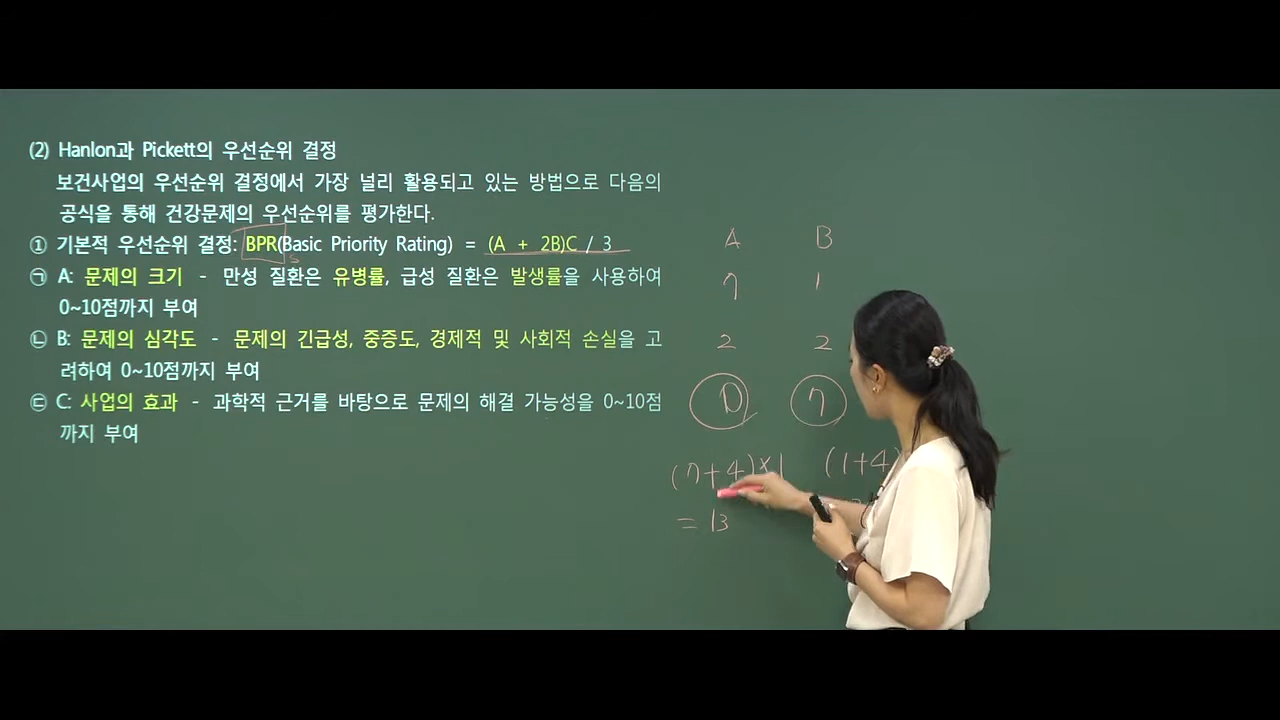 (2) Hanlon과 Pickett의 우선순위 결정
보건사업의 우선순위 결정에서 가장 널리 활용되고 있는 방법으로 다음의
공식을 통해 건강문제의 우선순위를 평가한다.
① 기본적 우선순위 결정: BPR(Basic Priority Rating) = (A + 2B)C / 3
㉠ A: 문제의 크기 - 만성 질환은 유병률, 급성 질환은 발생률을 사용하여
0~10점까지 부여
㉡ B: 문제의 심각도 - 문제의 긴급성, 중증도, 경제적 및 사회적 손실을 고
려하여 0~10점까지 부여
㉢ C: 사업의 효과 - 과학적 근거를 바탕으로 문제의 해결 가능성을 0~10점
까지 부여
A B
7 1
2 2
7
(7+4)×1 (1+4)
= 13